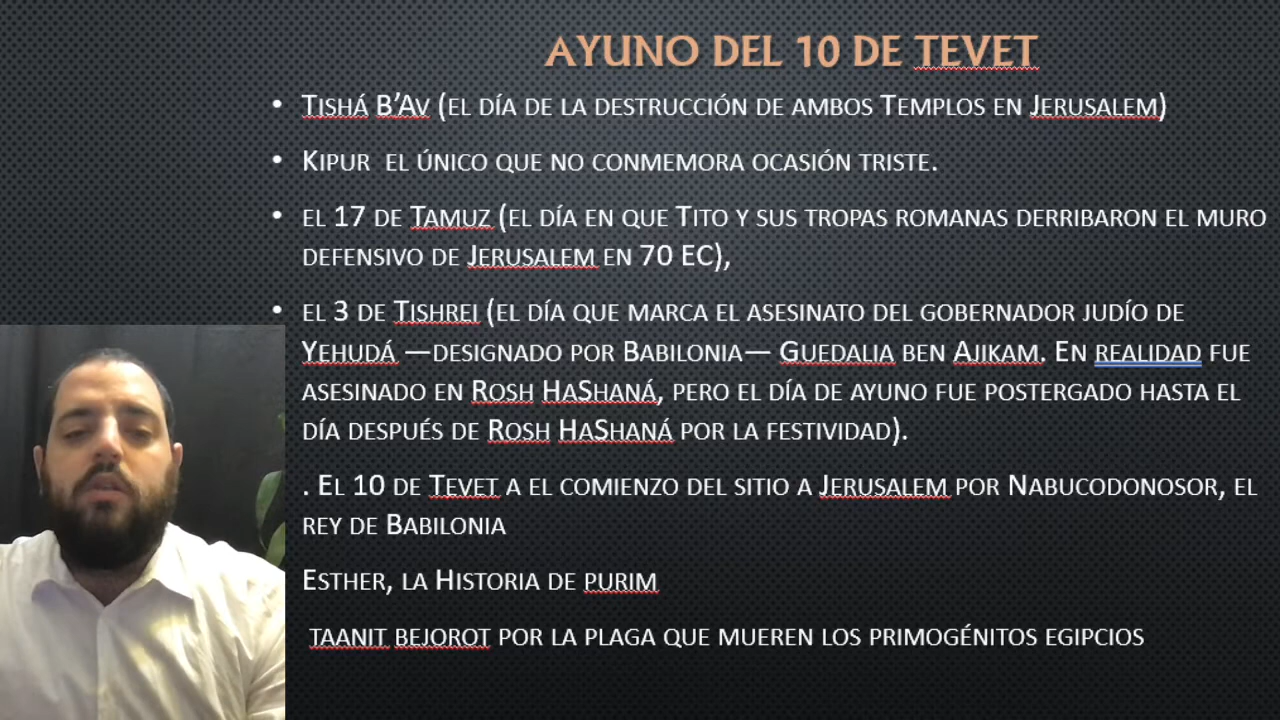 AYUNO DEL 10 DE TEVET
• TISHÁ B'AV (EL DÍA DE LA DESTRUCCIÓN DE AMBOS TEMPLOS EN JERUSALEM)
• KIPUR EL ÚNICO QUE NO CONMEMORA OCASIÓN TRISTE.
• EL 17 DE TAMUZ (EL DÍA EN QUE TITO Y SUS TROPAS ROMANAS DERRIBARON EL MURO
DEFENSIVO DE JERUSALEM EN 70 EC),
• EL 3 DE TISHREI (EL DÍA QUE MARCA EL ASESINATO DEL GOBERNADOR JUDÍO DE
YEHUDÁ —DESIGNADO POR BABILONIA— GUEDALIA BEN AJIKAM. EN REALIDAD FUE
ASESINADO EN ROSH HASHANÁ, PERO EL DÍA DE AYUNO FUE POSTERGADO HASTA EL
DÍA DESPUÉS DE ROSH HASHANÁ POR LA FESTIVIDAD).
. EL 10 DE TEVET A EL COMIENZO DEL SITIO A JERUSALEM POR NABUCODONOSOR, EL
REY DE BABILONIA
ESTHER, LA HISTORIA DE PURIM
TAANIT BEJOROT POR LA PLAGA QUE MUEREN LOS PRIMOGÉNITOS EGIPCIOS